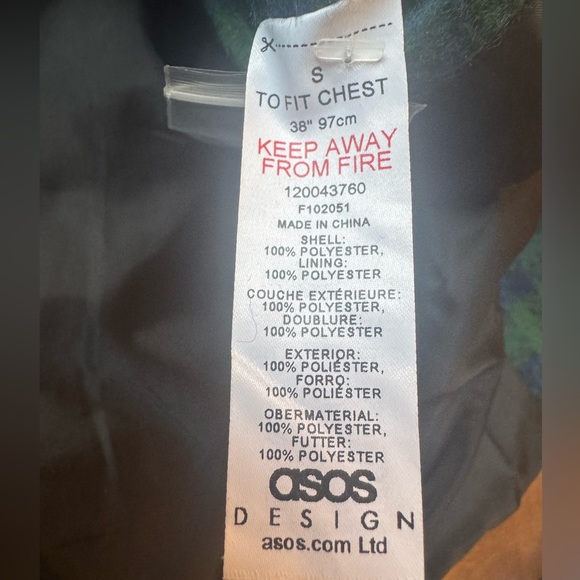 S
TO FIT CHEST
38" 97cm
KEEP AWAY
FROM FIRE
120043760
F102051
MADE IN CHINA
SHELL:
100% POLYESTER,
LINING:
100% POLYESTER
COUCHE EXTÉRIEURE:
100% POLYESTER,
DOUBLURE:
100% POLYESTER
EXTERIOR:
100% POLIÉSTER,
FORRO:
100% POLIÉSTER
OBERMATERIAL:
100% POLYESTER,
FUTTER:
100% POLYESTER
asos
DESIGN
asos.com Ltd